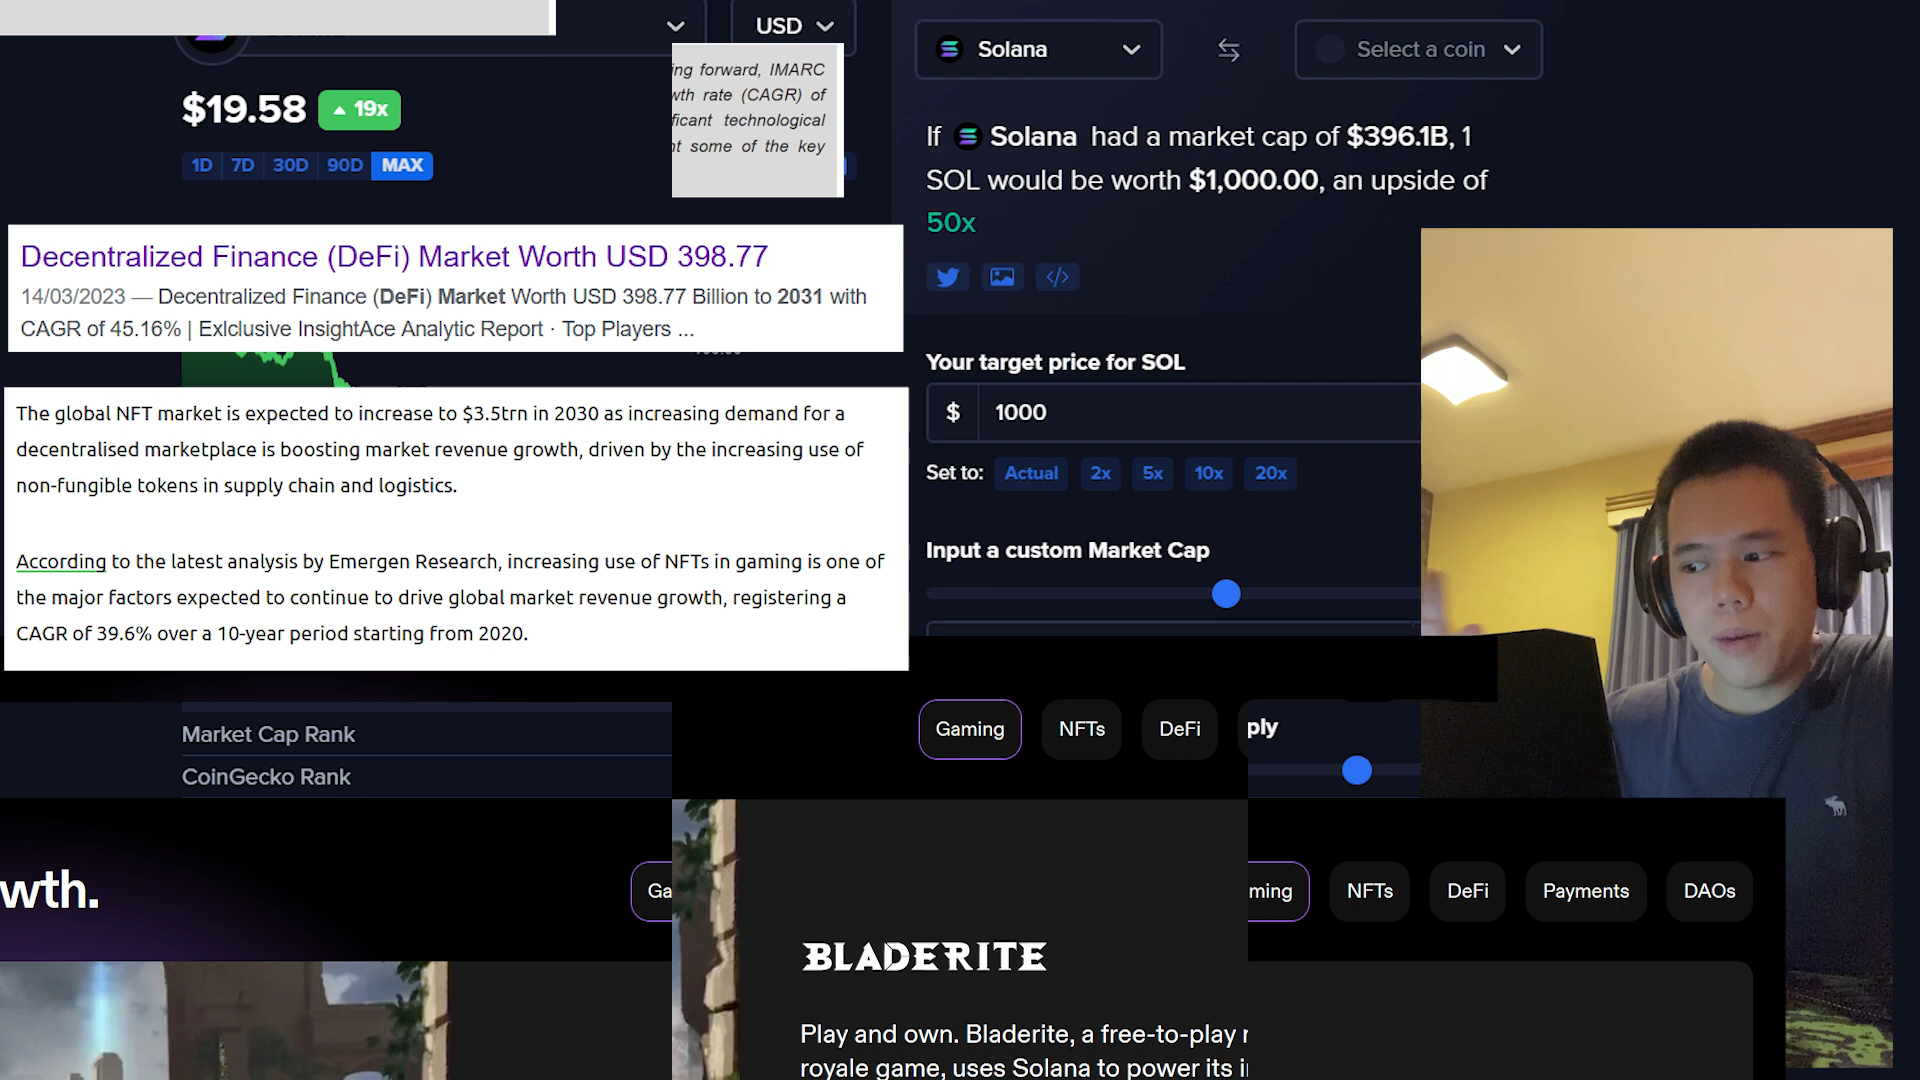 USD
$19.58
19x
1D 7D 30D 90D MAX
ing forward, IMARC
wth rate (CAGR) of
ficant technological
nt some of the key
Decentralized Finance (DeFi) Market Worth USD 398.77
14/03/2023 — Decentralized Finance (DeFi) Market Worth USD 398.77 Billion to 2031 with
CAGR of 45.16% | Exlclusive InsightAce Analytic Report · Top Players ...
The global NFT market is expected to increase to $3.5trn in 2030 as increasing demand for a
decentralised marketplace is boosting market revenue growth, driven by the increasing use of
non-fungible tokens in supply chain and logistics.
According to the latest analysis by Emergen Research, increasing use of NFTs in gaming is one of
the major factors expected to continue to drive global market revenue growth, registering a
CAGR of 39.6% over a 10-year period starting from 2020.
Market Cap Rank
CoinGecko Rank
Solana
Select a coin
If Solana had a market cap of $396.1B, 1
SOL would be worth $1,000.00, an upside of
50x
Your target price for SOL
$ 1000
Set to: Actual 2x 5x 10x 20x
Input a custom Market Cap
Gaming NFTs DeFi
ply
wth.
Ga
ming NFTs DeFi Payments DAOs
BLADERITE
Play and own. Bladerite, a free-to-play
royale game, uses Solana to power its